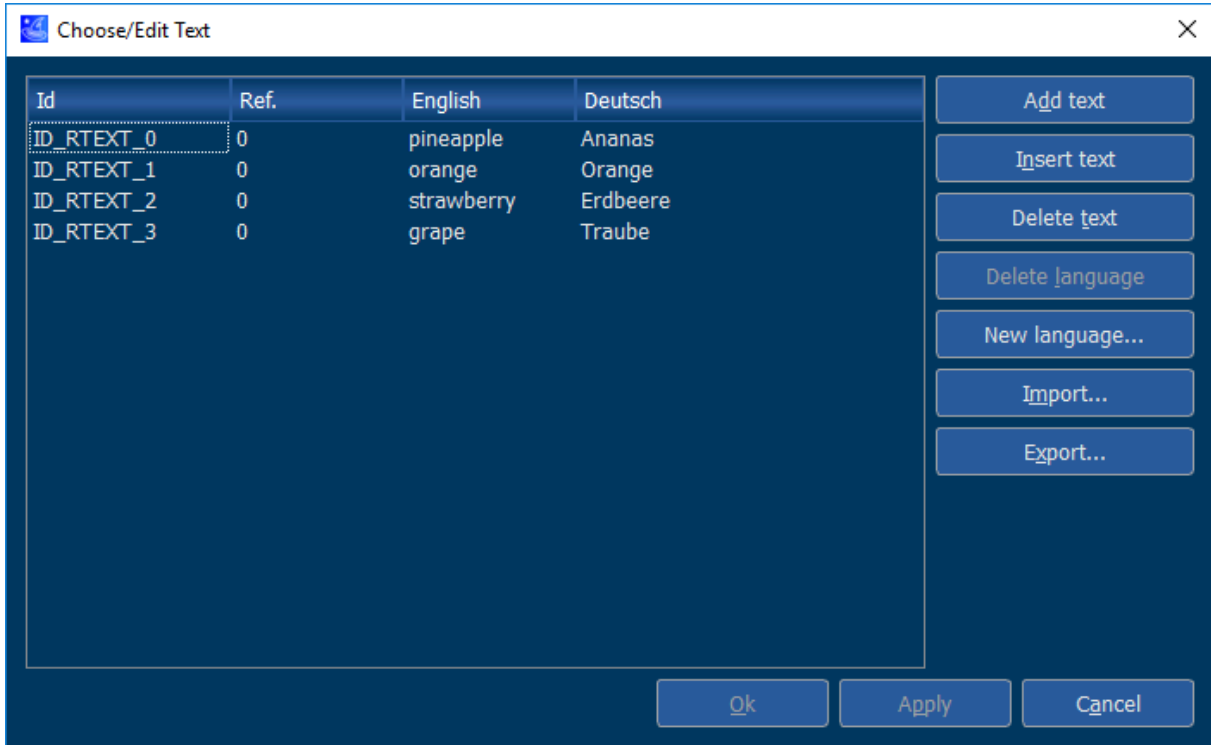 Choose/Edit Text
Id Ref. English Deutsch
ID_RTEXT_0 0 pineapple Ananas
ID_RTEXT_1 0 orange Orange
ID_RTEXT_2 0 strawberry Erdbeere
ID_RTEXT_3 0 grape Traube
Add text
Insert text
Delete text
Delete language
New language...
Import...
Export...
Ok Apply Cancel